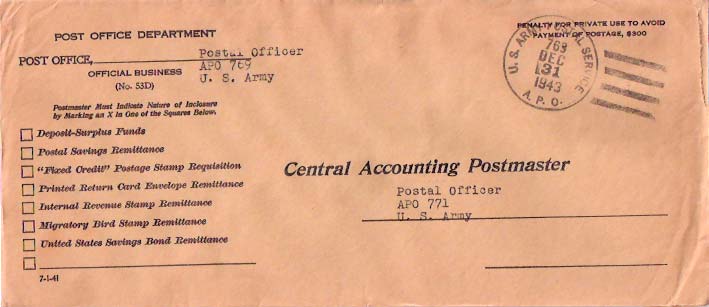 POST OFFICE DEPARTMENT
POST OFFICE, Postal Officer
APO 769
OFFICIAL BUSINESS
U. S. Army
(No. 53D)
Postmaster Must Indicate Nature of Inclosure
by Marking an X in One of the Squares Below.
Deposit-Surplus Funds
Postal Savings Remittance
"Fixed Credit" Postage Stamp Requisition
Printed Return Card Envelope Remittance
Internal Revenue Stamp Remittance
Migratory Bird Stamp Remittance
United States Savings Bond Remittance
7-1-41
PENALTY FOR PRIVATE USE TO AVOID
PAYMENT OF POSTAGE, $300
U. S. ARMY POSTAL SERVICE
769
DEC
31
1943
A. P. O.
Central Accounting Postmaster
Postal Officer
APO 771
U. S. Army